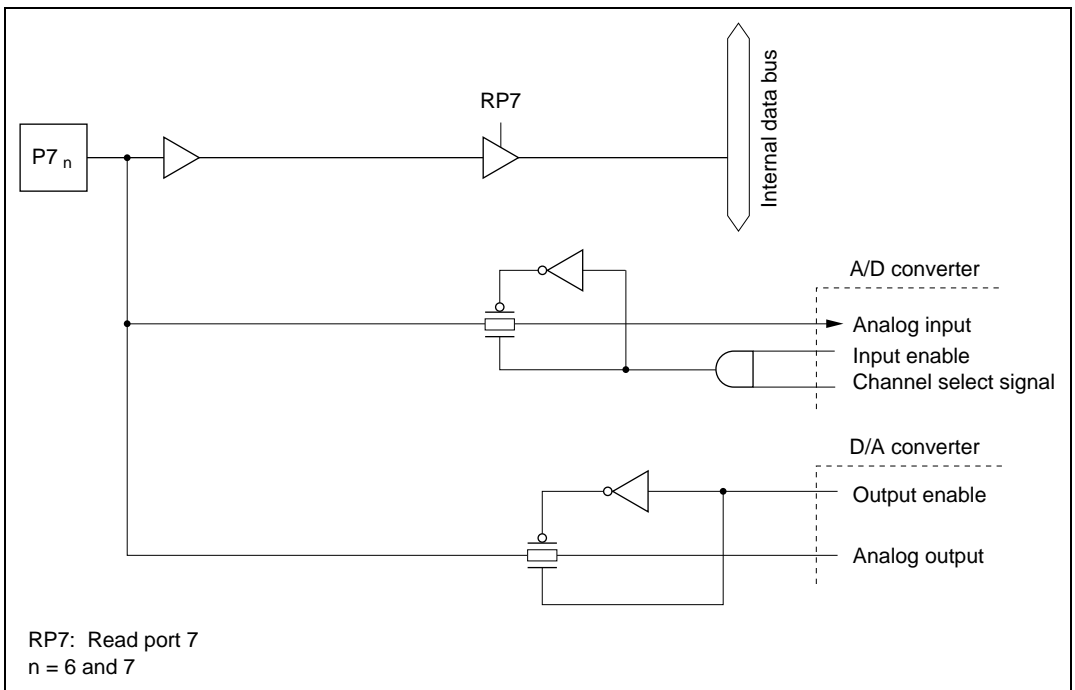 RP7
P7 n
Internal data bus
A/D converter
Analog input
Input enable
Channel select signal
D/A converter
Output enable
Analog output
RP7: Read port 7
n = 6 and 7